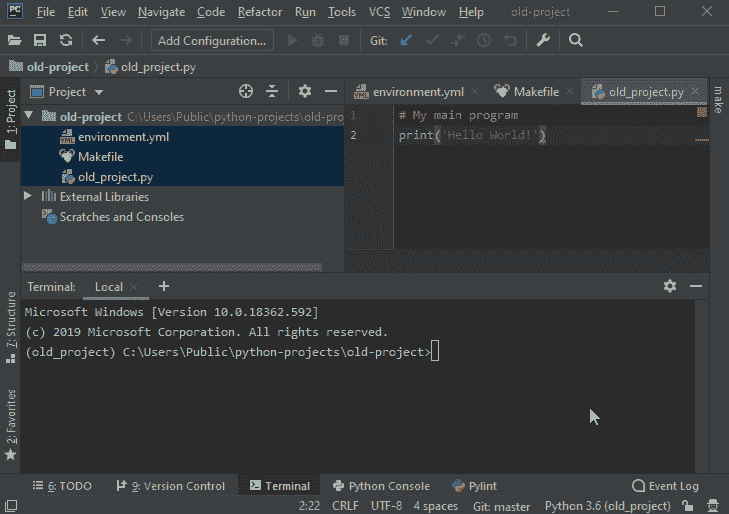 PC File Edit View Navigate Code Refactor Run Tools VCS Window Help old-project
Add Configuration... Git:
old-project old_project.py
1: Project
Project
environment.yml Makefile old_project.py
make
old-project C:\Users\Public\python-projects\old-pro
environment.yml
Makefile
old_project.py
External Libraries
Scratches and Consoles
1 # My main program
2 print('Hello World!')
Terminal: Local +
Microsoft Windows [Version 10.0.18362.592]
(c) 2019 Microsoft Corporation. All rights reserved.
(old_project) C:\Users\Public\python-projects\old-project>
Z: Structure
2: Favorites
6: TODO 9: Version Control Terminal Python Console Pylint Event Log
2:22 CRLF UTF-8 4 spaces Git: master Python 3.6 (old_project)